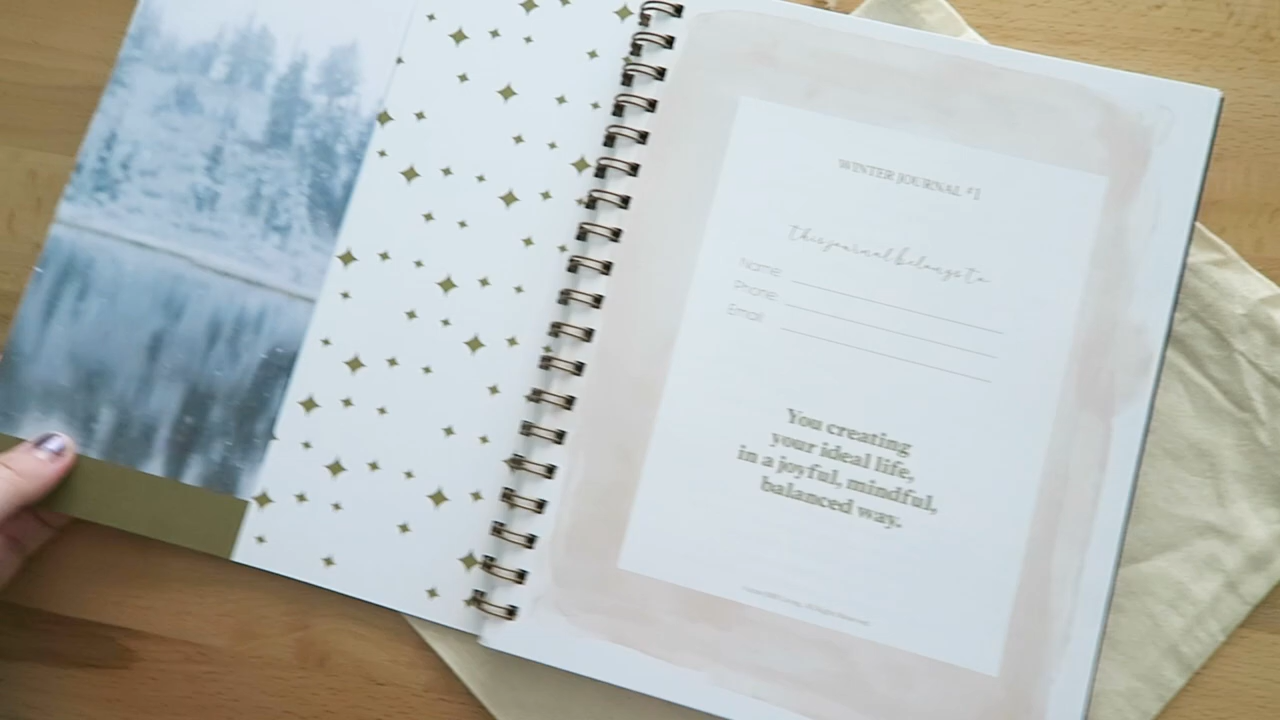 WINTER JOURNAL #1
this journal belongs to
Name
Phone:
Email
You creating
your ideal life,
in a joyful, mindful,
balanced way.